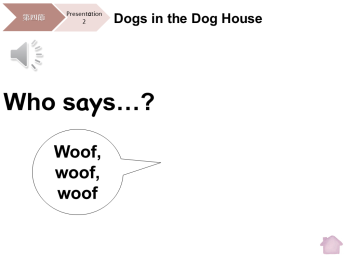 第四節
Presentation
2
Dogs in the Dog House
Who says…?
Woof,
woof,
woof